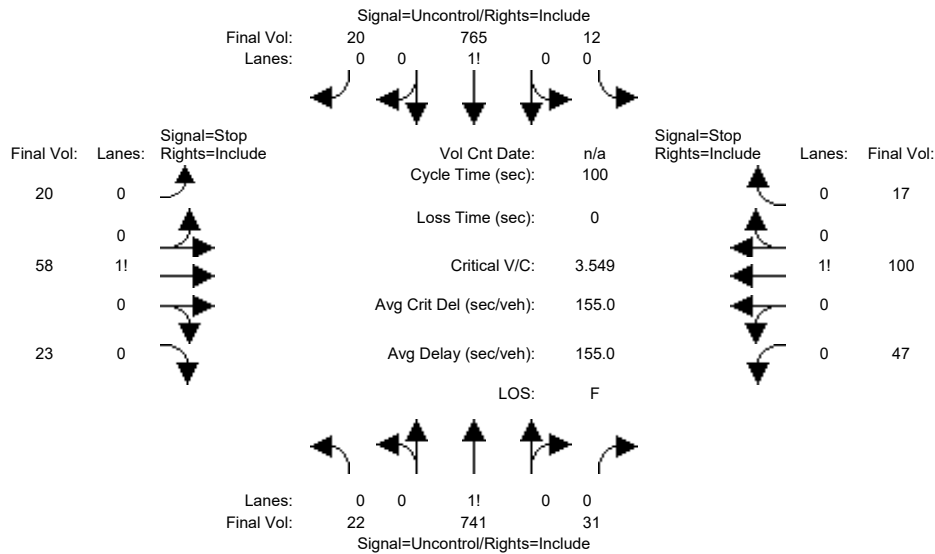 Signal=Uncontrol/Rights=Include
Final Vol: 20 765 12
Lanes: 0 0 1! 0 0
Signal=Stop
Final Vol: Lanes: Rights=Include
Vol Cnt Date: n/a
Signal=Stop
Rights=Include Lanes: Final Vol:
Cycle Time (sec): 100
20 0
0 17
Loss Time (sec): 0
0
0
58 1!
Critical V/C: 3.549
1! 100
0
Avg Crit Del (sec/veh): 155.0
0
23 0
Avg Delay (sec/veh): 155.0
0 47
LOS: F
Lanes: 0 0 1! 0 0
Final Vol: 22 741 31
Signal=Uncontrol/Rights=Include